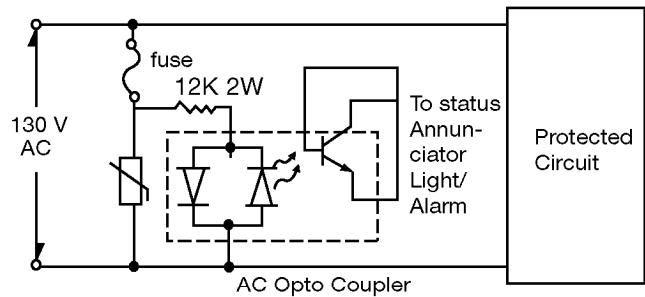 fuse
12K 2W
130 V
AC
To status
Annun-
ciator
Light/
Alarm
Protected
Circuit
AC Opto Coupler